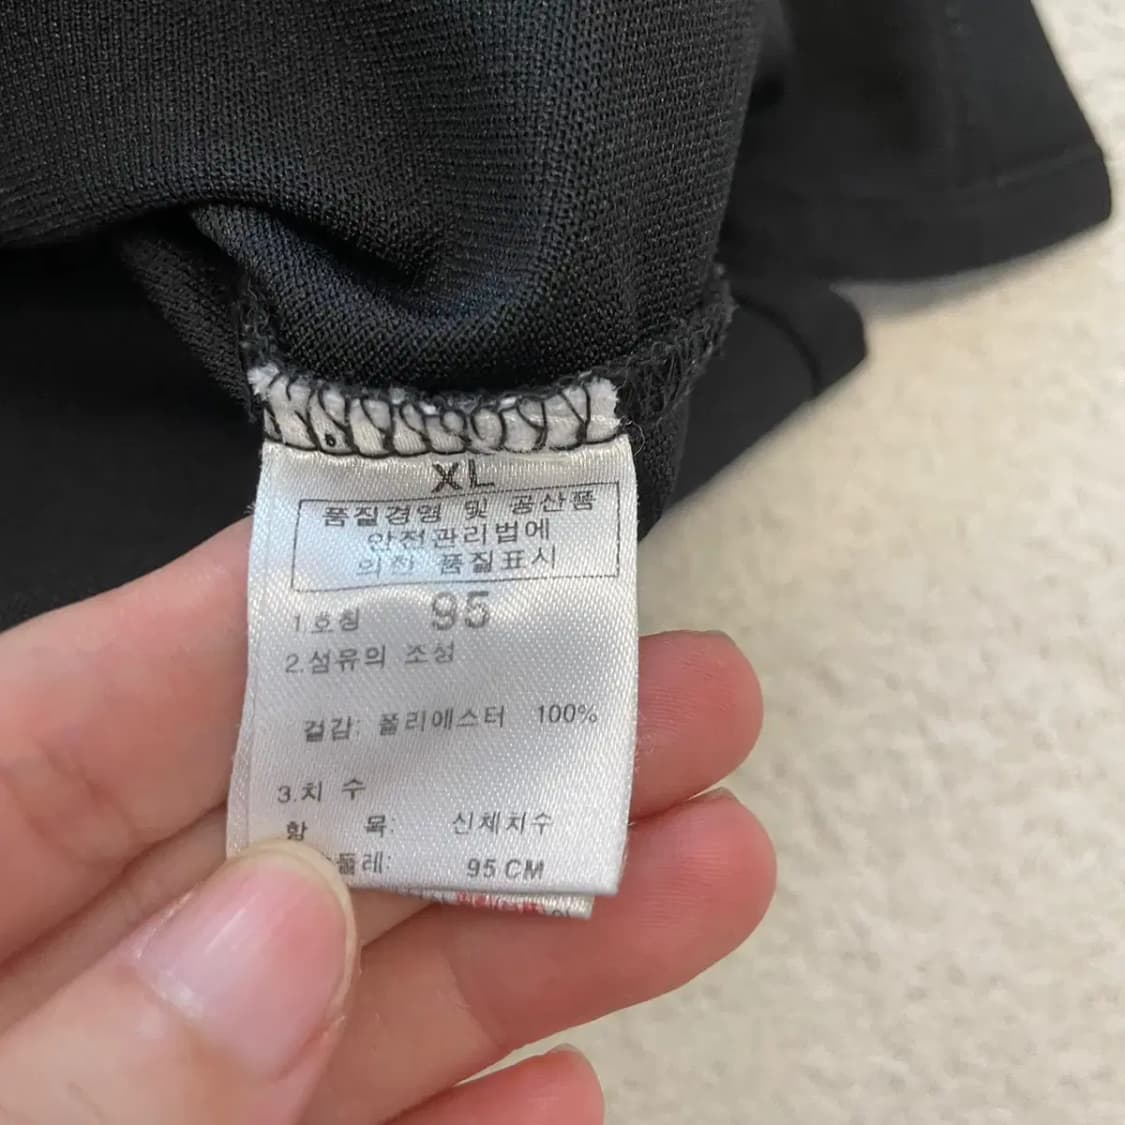 XL
품질경영 및 공산품
안전관리법에
의한 품질표시
1호칭 95
2.섬유의 조성
겉감: 폴리에스터 100%
3.치 수
항 목: 신체치수
둘레: 95 CM